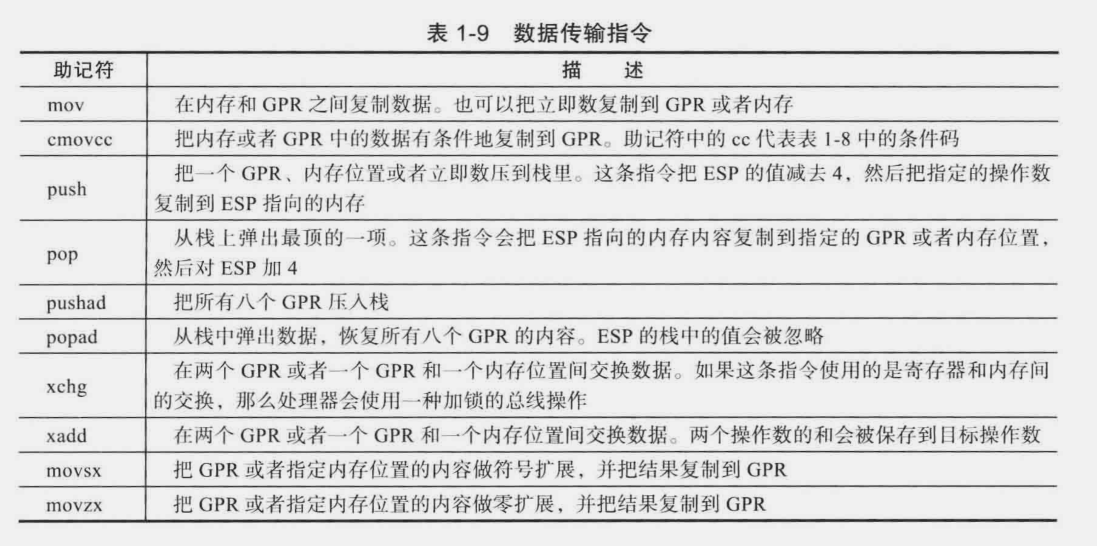 表 1-9 数据传输指令
助记符 描 述
mov 在内存和 GPR 之间复制数据。也可以把立即数复制到 GPR 或者内存
cmovcc 把内存或者 GPR 中的数据有条件地复制到 GPR。助记符中的 cc 代表表 1-8 中的条件码
push 把一个 GPR、内存位置或者立即数压到栈里。这条指令把 ESP 的值减去 4，然后把指定的操作数
复制到 ESP 指向的内存
pop 从栈上弹出最顶的一项。这条指令会把 ESP 指向的内存内容复制到指定的 GPR 或者内存位置，
然后对 ESP 加 4
pushad 把所有八个 GPR 压入栈
popad 从栈中弹出数据，恢复所有八个 GPR 的内容。ESP 的栈中的值会被忽略
xchg 在两个 GPR 或者一个 GPR 和一个内存位置间交换数据。如果这条指令使用的是寄存器和内存间
的交换，那么处理器会使用一种加锁的总线操作
xadd 在两个 GPR 或者一个 GPR 和一个内存位置间交换数据。两个操作数的和会被保存到目标操作数
movsx 把 GPR 或者指定内存位置的内容做符号扩展，并把结果复制到 GPR
movzx 把 GPR 或者指定内存位置的内容做零扩展，并把结果复制到 GPR